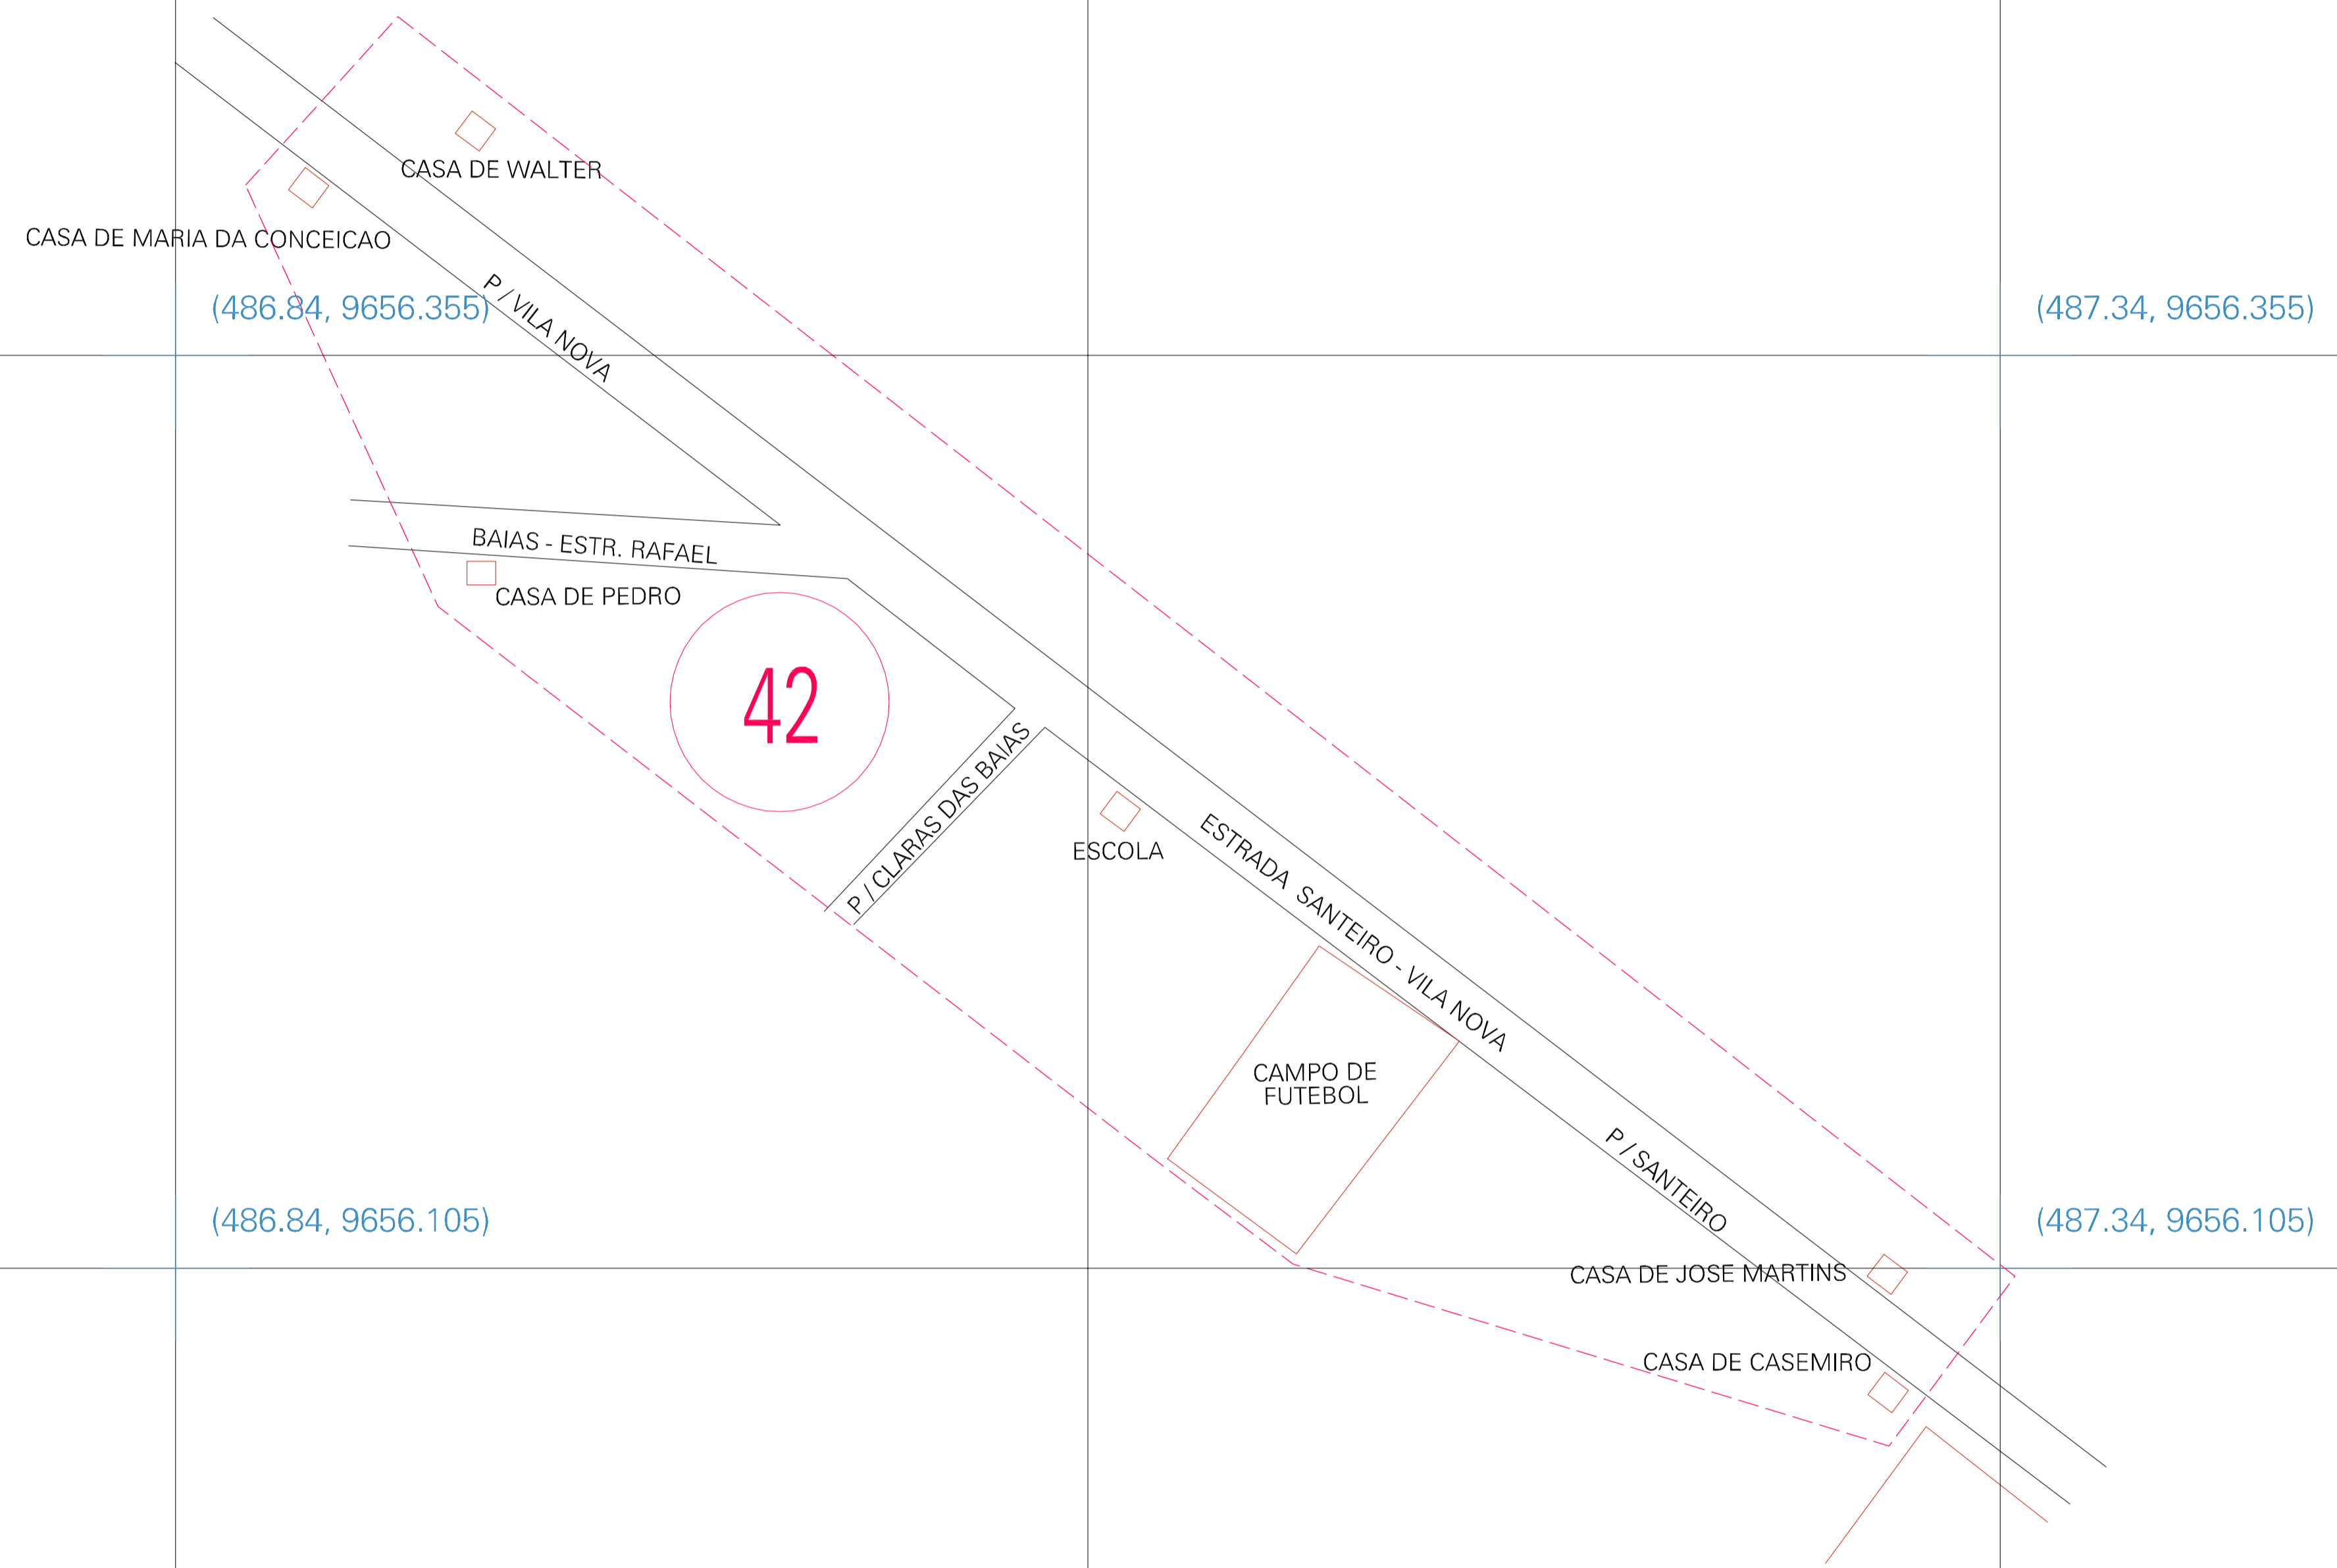 CASA DE WALTER
CASA DE MARIA DA CONCEICAO
P / VILA NOVA
(486.84, 9656.355)
(487.34, 9656.355)
BAIAS - ESTR. RAFAEL
CASA DE PEDRO
42
P / CLARAS DAS BAIAS
ESCOLA
ESTRADA SANTEIRO - VILA NOVA
CAMPO DE
FUTEBOL
P / SANTEIRO
(486.84, 9656.105)
(487.34, 9656.105)
CASA DE JOSE MARTINS
CASA DE CASEMIRO